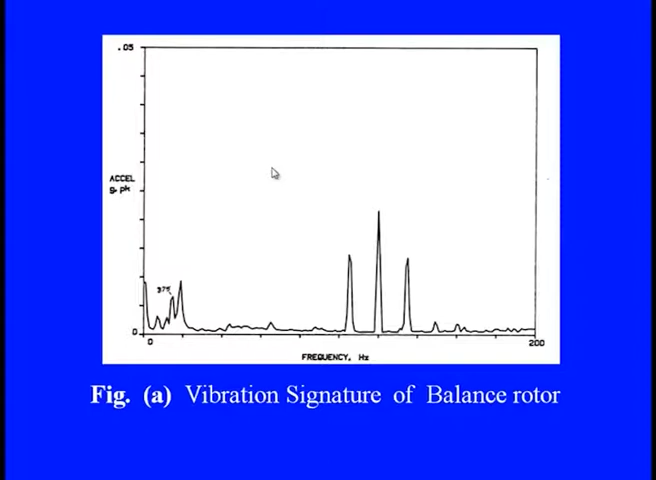 .05
ACCEL
g,pk
0
0
200
FREQUENCY, Hz
Fig. (a) Vibration Signature of Balance rotor